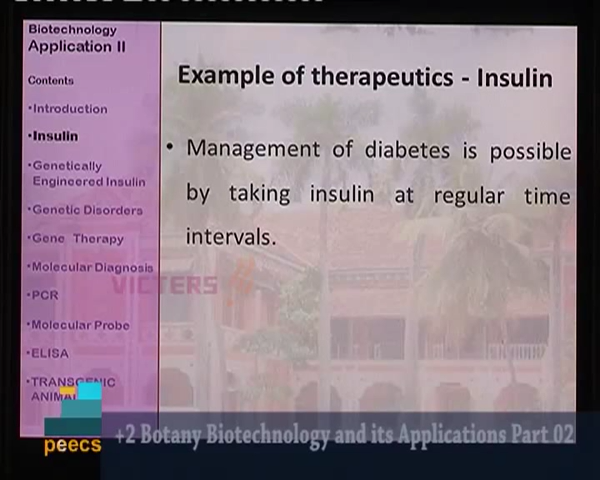 Biotechnology
Application II
Contents
•Introduction
•Insulin
•Genetically
Engineered Insulin
•Genetic Disorders
•Gene Therapy
•Molecular Diagnosis
•PCR
•Molecular Probe
•ELISA
•TRANSGENIC
Example of therapeutics - Insulin
• Management of diabetes is possible
by taking insulin at regular time
intervals.
VICTERS
peecs
+2 Botany Biotechnology and its Applications Part 02